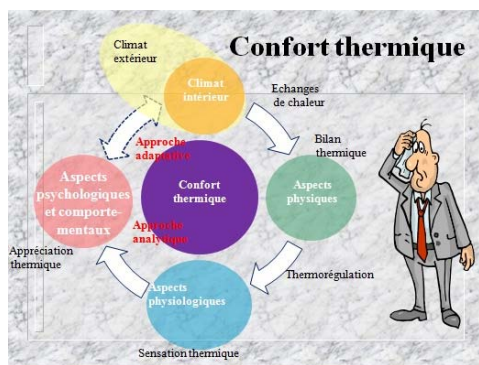 Confort thermique
Climat
extérieur
Climat
intérieur
Echanges
de chaleur
Bilan
thermique
Approche
adaptative
Aspects
psychologiques
et comporte-
mentaux
Confort
thermique
Aspects
physiques
Approche
analytique
Appréciation
thermique
Thermorégulation
Aspects
physiologiques
Sensation thermique